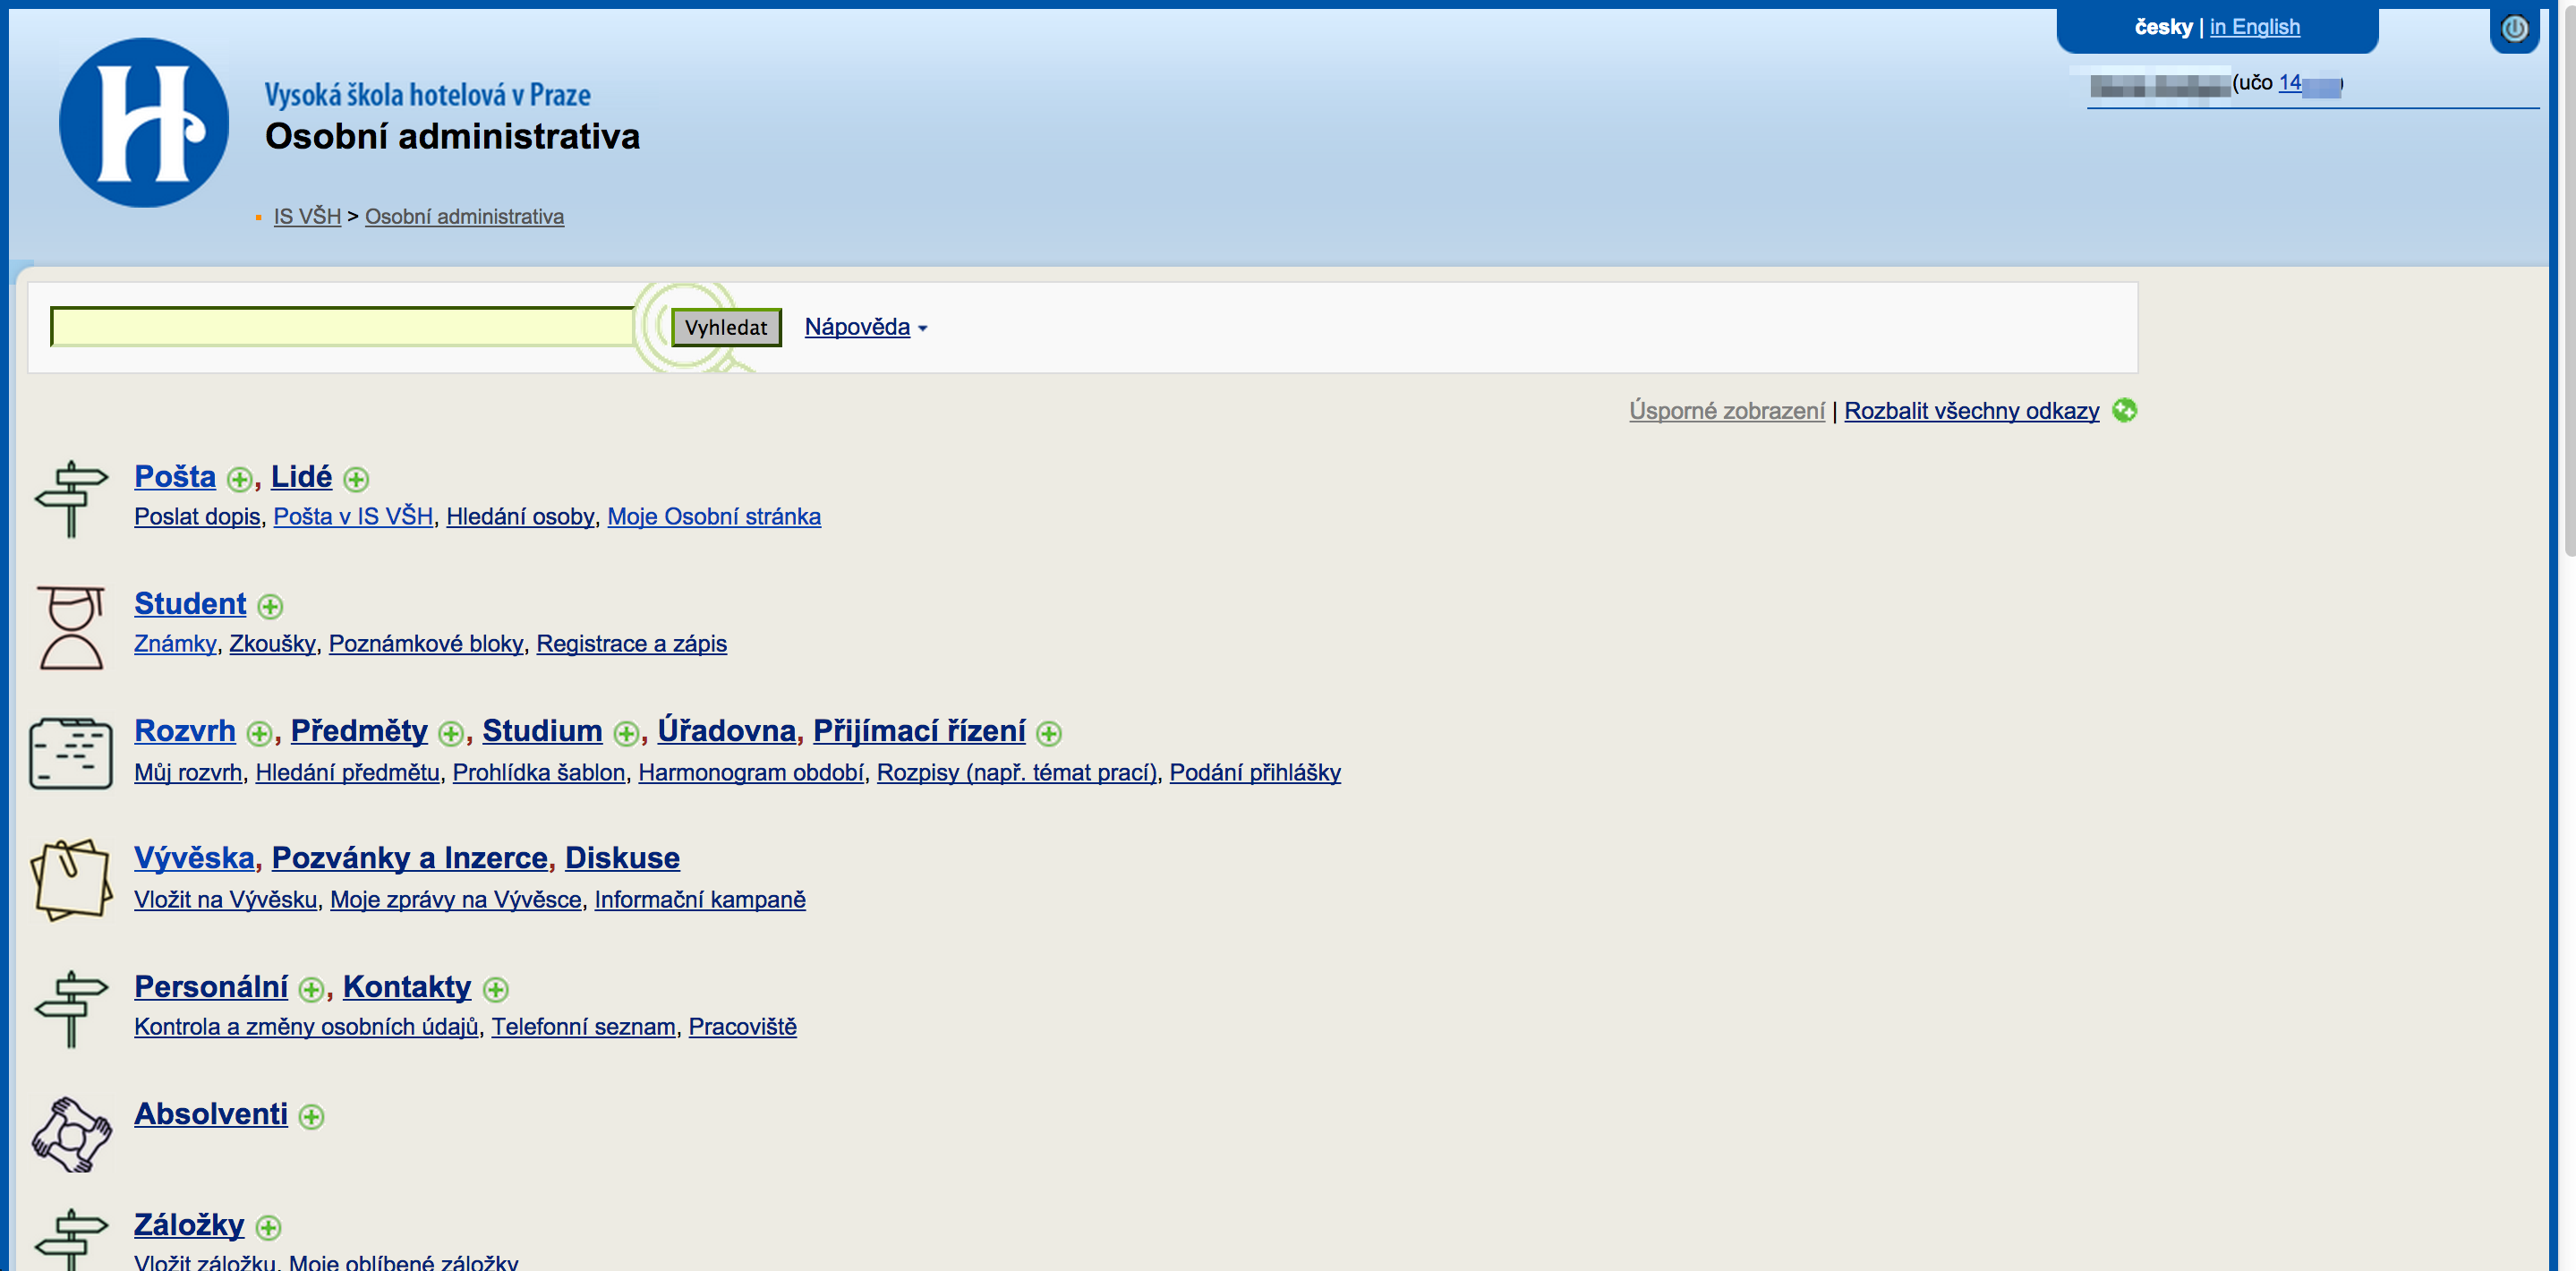 česky | in English
(učo 14
Vysoká škola hotelová v Praze
Osobní administrativa
IS VŠH > Osobní administrativa
Vyhledat Nápověda
Úsporné zobrazení | Rozbalit všechny odkazy
Pošta, Lidé
Poslat dopis, Pošta v IS VŠH, Hledání osoby, Moje Osobní stránka
Student
Známky, Zkoušky, Poznámkové bloky, Registrace a zápis
Rozvrh, Předměty, Studium, Úřadovna, Přijímací řízení
Můj rozvrh, Hledání předmětu, Prohlídka šablon, Harmonogram období, Rozpisy (např. témat prací), Podání přihlášky
Vývěska, Pozvánky a Inzerce, Diskuse
Vložit na Vývěsku, Moje zprávy na Vývěsce, Informační kampaně
Personální, Kontakty
Kontrola a změny osobních údajů, Telefonní seznam, Pracoviště
Absolventi
Záložky
Vložit záložku, Moje oblíbené záložky